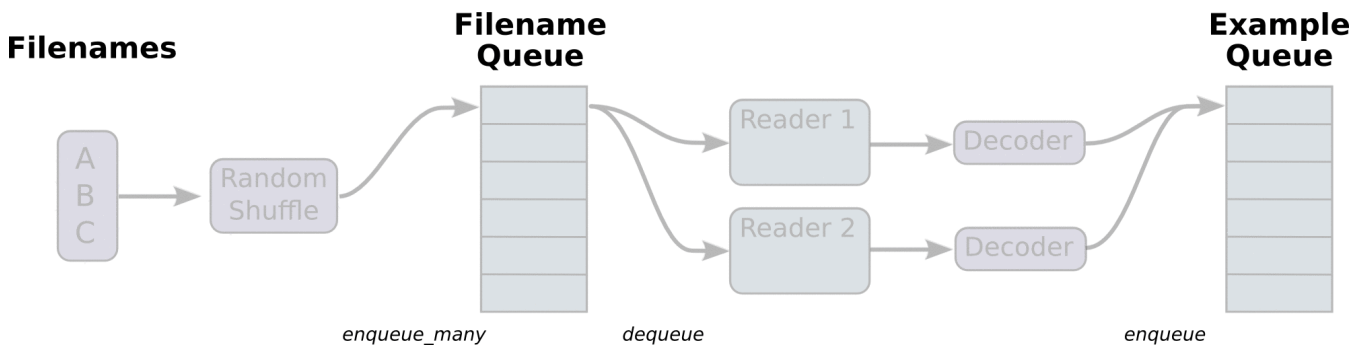 Filenames
Filename
Queue
Example
Queue
A
B
C
Random
Shuffle
Reader 1
Decoder
Reader 2
Decoder
enqueue_many
dequeue
enqueue